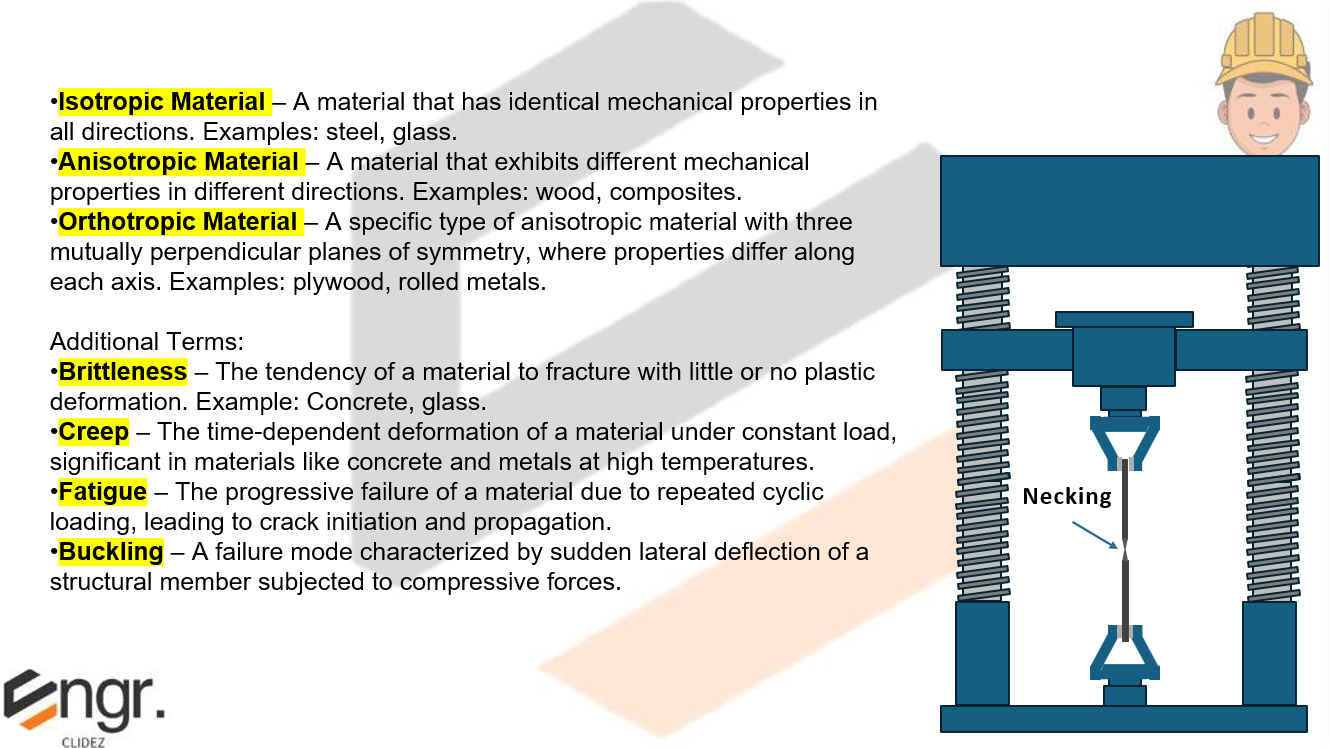 •Isotropic Material – A material that has identical mechanical properties in
all directions. Examples: steel, glass.
•Anisotropic Material – A material that exhibits different mechanical
properties in different directions. Examples: wood, composites.
•Orthotropic Material – A specific type of anisotropic material with three
mutually perpendicular planes of symmetry, where properties differ along
each axis. Examples: plywood, rolled metals.
Additional Terms:
•Brittleness – The tendency of a material to fracture with little or no plastic
deformation. Example: Concrete, glass.
•Creep – The time-dependent deformation of a material under constant load,
significant in materials like concrete and metals at high temperatures.
•Fatigue – The progressive failure of a material due to repeated cyclic
loading, leading to crack initiation and propagation.
•Buckling – A failure mode characterized by sudden lateral deflection of a
structural member subjected to compressive forces.
Necking
Engr.
CLIDEZ